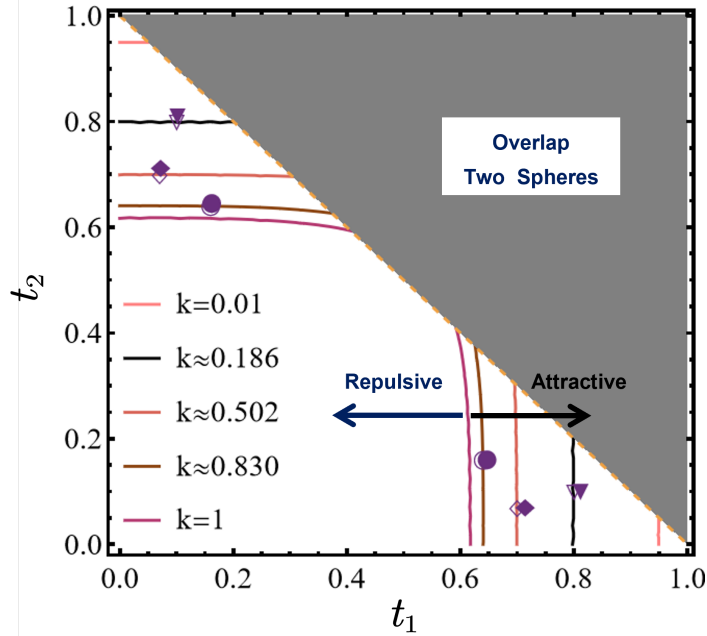 1.0
0.8
0.6
0.4
0.2
0.0
t₂
Overlap
Two Spheres
k=0.01
k≈0.186
k≈0.502
k≈0.830
k=1
Repulsive
Attractive
0.0 0.2 0.4 0.6 0.8 1.0
t₁